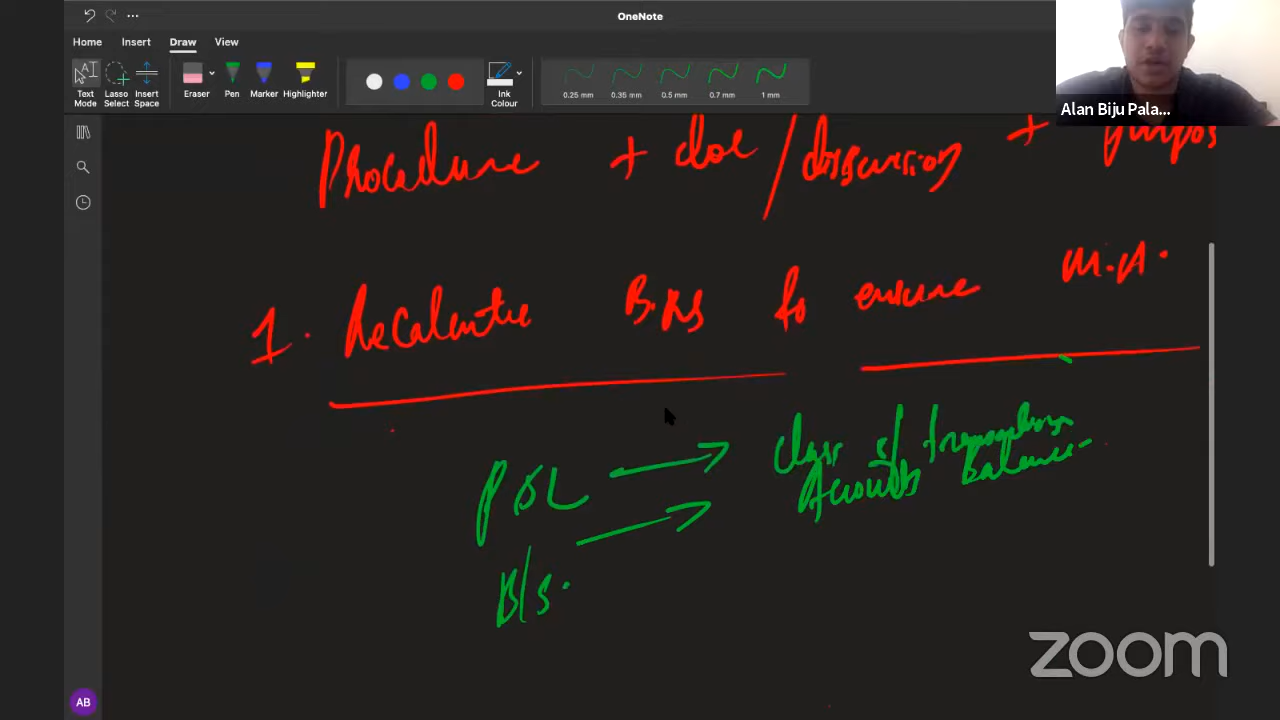 OneNote
Home Insert Draw View
Text Mode
Lasso Select
Insert Space
Eraser
Pen
Marker
Highlighter
Ink Colour
0.25 mm
0.35 mm
0.5 mm
0.7 mm
1 mm
Alan Biju Pala...
Procedure + doc / discussion +
1. Recalculate B.RS to ensure M.A.
P&L → class of transactions
Accounts balance
B/S.
AB
zoom